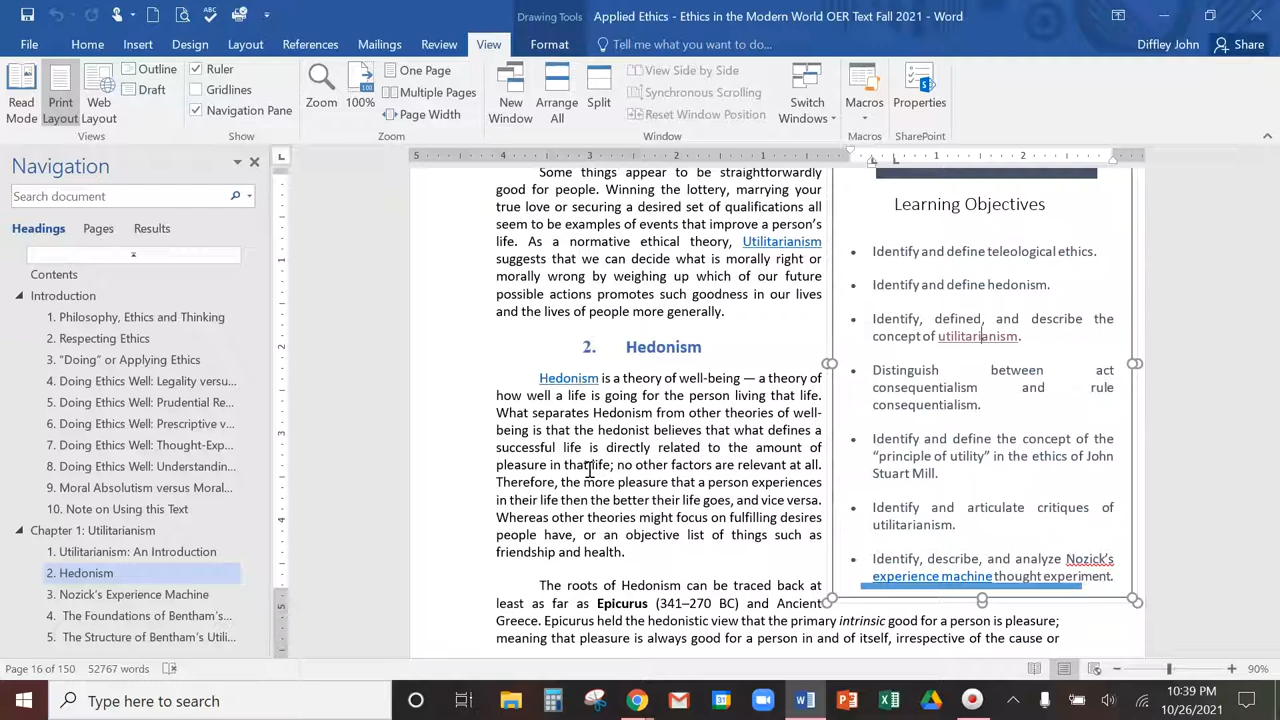 Drawing Tools
Applied Ethics - Ethics in the Modern World OER Text Fall 2021 - Word
File
Home
Insert
Design
Layout
References
Mailings
Review
View
Format
Tell me what you want to do...
Diffley John
Share
Read Mode
Print Layout
Web Layout
Outline
Draft
Views
Ruler
Gridlines
Navigation Pane
Show
Zoom
100%
One Page
Multiple Pages
Page Width
Zoom
New Window
Arrange All
Split
View Side by Side
Synchronous Scrolling
Reset Window Position
Window
Switch Windows
Macros
Macros
Properties
SharePoint
Navigation
Search document
Headings
Pages
Results
Contents
Introduction
1. Philosophy, Ethics and Thinking
2. Respecting Ethics
3. “Doing” or Applying Ethics
4. Doing Ethics Well: Legality versu...
5. Doing Ethics Well: Prudential Re...
6. Doing Ethics Well: Prescriptive v...
7. Doing Ethics Well: Thought-Exp...
8. Doing Ethics Well: Understandin...
9. Moral Absolutism versus Moral...
10. Note on Using this Text
Chapter 1: Utilitarianism
1. Utilitarianism: An Introduction
2. Hedonism
3. Nozick’s Experience Machine
4. The Foundations of Bentham’s...
5. The Structure of Bentham’s Utili...
5 4 3 2 1 1 2
1
2
3
4
5
Some things appear to be straightforwardly
good for people. Winning the lottery, marrying your
true love or securing a desired set of qualifications all
seem to be examples of events that improve a person’s
life. As a normative ethical theory, Utilitarianism
suggests that we can decide what is morally right or
morally wrong by weighing up which of our future
possible actions promotes such goodness in our lives
and the lives of people more generally.
2. Hedonism
Hedonism is a theory of well-being — a theory of
how well a life is going for the person living that life.
What separates Hedonism from other theories of well-
being is that the hedonist believes that what defines a
successful life is directly related to the amount of
pleasure in that life; no other factors are relevant at all.
Therefore, the more pleasure that a person experiences
in their life then the better their life goes, and vice versa.
Whereas other theories might focus on fulfilling desires
people have, or an objective list of things such as
friendship and health.
The roots of Hedonism can be traced back at
least as far as Epicurus (341–270 BC) and Ancient
Greece. Epicurus held the hedonistic view that the primary intrinsic good for a person is pleasure;
meaning that pleasure is always good for a person in and of itself, irrespective of the cause or
Learning Objectives
• Identify and define teleological ethics.
• Identify and define hedonism.
• Identify, defined, and describe the
concept of utilitarianism.
• Distinguish between act
consequentialism and rule
consequentialism.
• Identify and define the concept of the
“principle of utility” in the ethics of John
Stuart Mill.
• Identify and articulate critiques of
utilitarianism.
• Identify, describe, and analyze Nozick’s
experience machine thought experiment.
Page 16 of 150
52767 words
90%
Type here to search
10:39 PM
10/26/2021